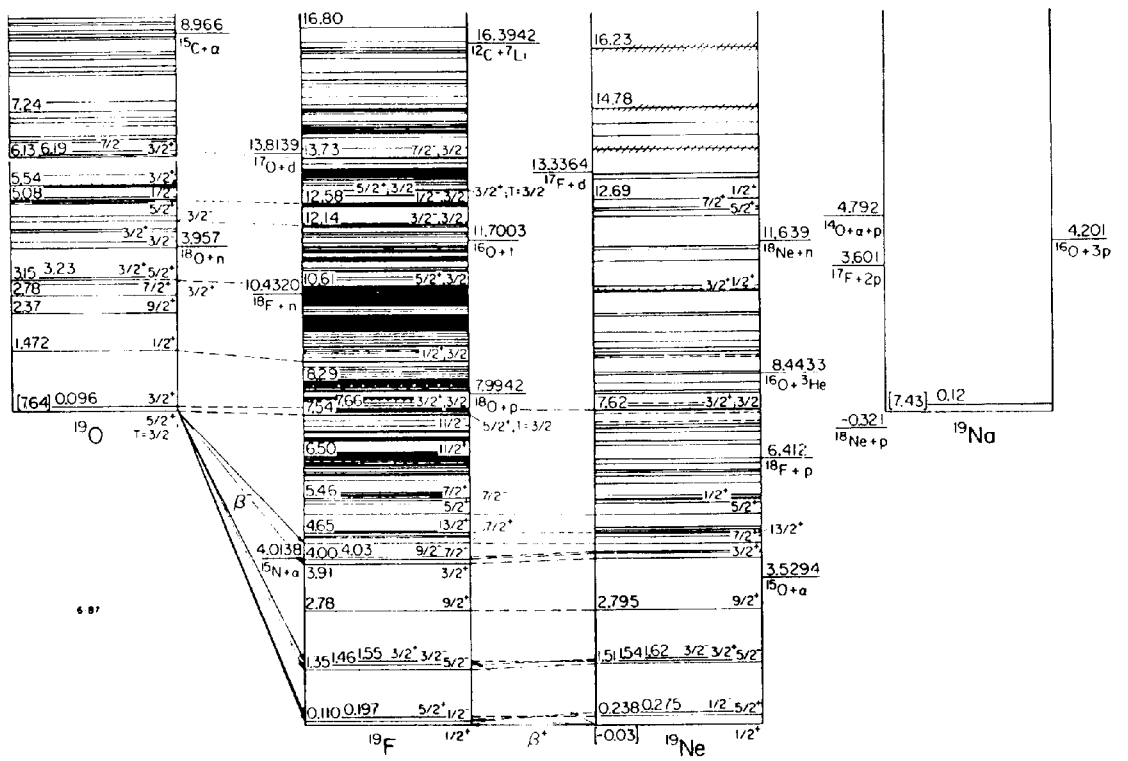 8.966
¹⁵C+α
7.24
6.13 6.19 7/2⁻ 3/2⁺
5.54 3/2⁺
5.08 1/2⁺
5/2⁺
3/2⁻
3/2⁺
3/2⁻
3.957
¹⁸O+n
3.15 3.23 3/2⁺ 5/2⁺
2.78 7/2⁺
3/2⁺
2.37 9/2⁺
1.472 1/2⁺
[7.64] 0.096 3/2⁺
¹⁹O
5/2⁺,
T=3/2
β⁻
6·87
16.80
16.3942
¹²C+⁷Li
13.8139
¹⁷O+d
13.73 7/2⁻,3/2
5/2⁺,3/2
12.58 1/2⁻,3/2
3/2⁺,T=3/2
12.14 3/2⁻,3/2
11.7003
¹⁶O+t
10.61 5/2⁺,3/2
10.4320
¹⁸F+n
1/2⁺,3/2
8.29
7.9942
¹⁸O+p
7.54 7.66 3/2⁺,3/2
5/2⁺,T=3/2
11/2⁻
6.50 11/2⁺
5.46 7/2⁺
7/2⁻
5/2⁺
4.65 13/2⁺
7/2⁺
4.0138
¹⁵N+α
4.00 4.03 9/2⁻ 7/2⁻
3.91 3/2⁺
2.78 9/2⁺
1.35 1.46 1.55 3/2⁺ 3/2⁻ 5/2⁻
0.110 0.197 5/2⁺ 1/2⁻
¹⁹F 1/2⁺
β⁺
16.23
14.78
13.3364
¹⁷F+d
12.69 1/2⁺
7/2⁺
5/2⁺
11.639
¹⁸Ne+n
3/2⁺ 1/2⁺
8.4433
¹⁶O+³He
7.62 3/2⁺,3/2
6.412
¹⁸F+p
1/2⁺
5/2⁺
13/2⁺
7/2⁺
3/2⁺
3.5294
¹⁵O+α
2.795 9/2⁺
1.51 1.54 1.62 3/2⁻ 3/2⁺ 5/2⁻
0.238 0.275 1/2⁻ 5/2⁺
[-0.03] ¹⁹Ne 1/2⁺
4.792
¹⁴O+α+p
3.601
¹⁷F+2p
4.201
¹⁶O+3p
[7.43] 0.12
-0.321
¹⁸Ne+p
¹⁹Na